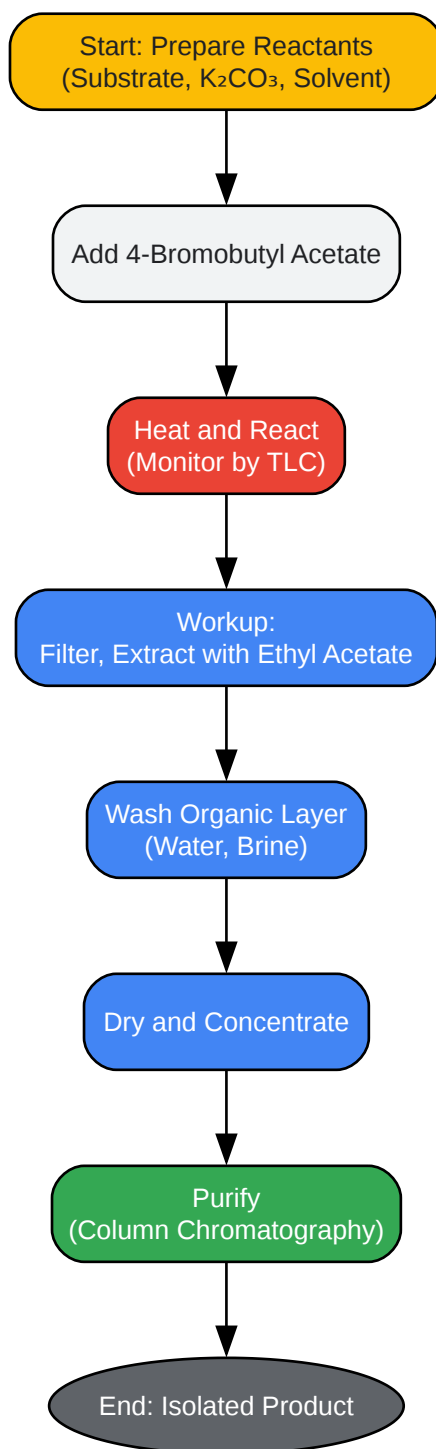 Start: Prepare Reactants
(Substrate, K₂CO₃, Solvent)
Add 4-Bromobutyl Acetate
Heat and React
(Monitor by TLC)
Workup:
Filter, Extract with Ethyl Acetate
Wash Organic Layer
(Water, Brine)
Dry and Concentrate
Purify
(Column Chromatography)
End: Isolated Product